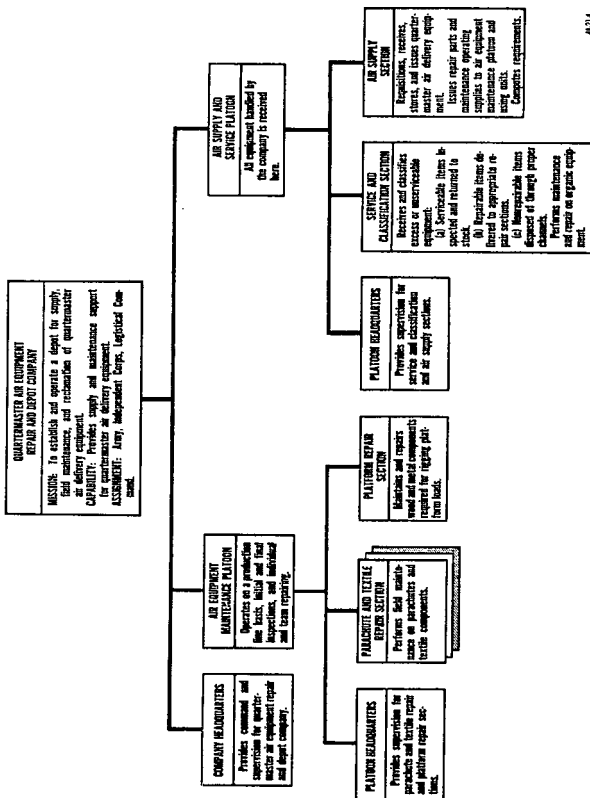 QUARTERMASTER AIR EQUIPMENT
REPAIR AND DEPOT COMPANY
MISSION: To establish and operate a depot for supply,
field maintenance, and reclamation of quartermaster
air delivery equipment.
CAPABILITY: Provides supply and maintenance support
for quartermaster air delivery equipment.
ASSIGNMENT: Army, Independent Corps, Logistical Com-
mand.
COMPANY HEADQUARTERS
Provides command and
supervision for quarter-
master air equipment repair
and depot company.
AIR EQUIPMENT
MAINTENANCE PLATOON
Operates on a production
line basis, initial and final
inspections, and individual
and team repairing.
AIR SUPPLY AND
SERVICE PLATOON
All equipment handled by
the company is received
here.
PLATOON HEADQUARTERS
Provides supervision for
parachute and textile repair
and platform repair sec-
tions.
PARACHUTE AND TEXTILE
REPAIR SECTION
Performs field mainte-
nance on parachutes and
textile components.
PLATFORM REPAIR
SECTION
Maintains and repairs
wood and metal components
required for rigging plat-
form loads.
PLATOON HEADQUARTERS
Provides supervision for
service and classification
and air supply sections.
SERVICE AND
CLASSIFICATION SECTION
Receives and classifies
excess or unserviceable
equipment:
(a) Serviceable items in-
spected and returned to
stock.
(b) Repairable items de-
livered to appropriate re-
pair sections.
(c) Nonrepairable items
disposed of through proper
channels.
Performs maintenance
and repair on organic equip-
ment.
AIR SUPPLY
SECTION
Requisitions, receives,
stores, and issues quarter-
master air delivery equip-
ment.
Issues repair parts and
maintenance operating
supplies to air equipment
maintenance platoon and
using units.
Computes requirements.